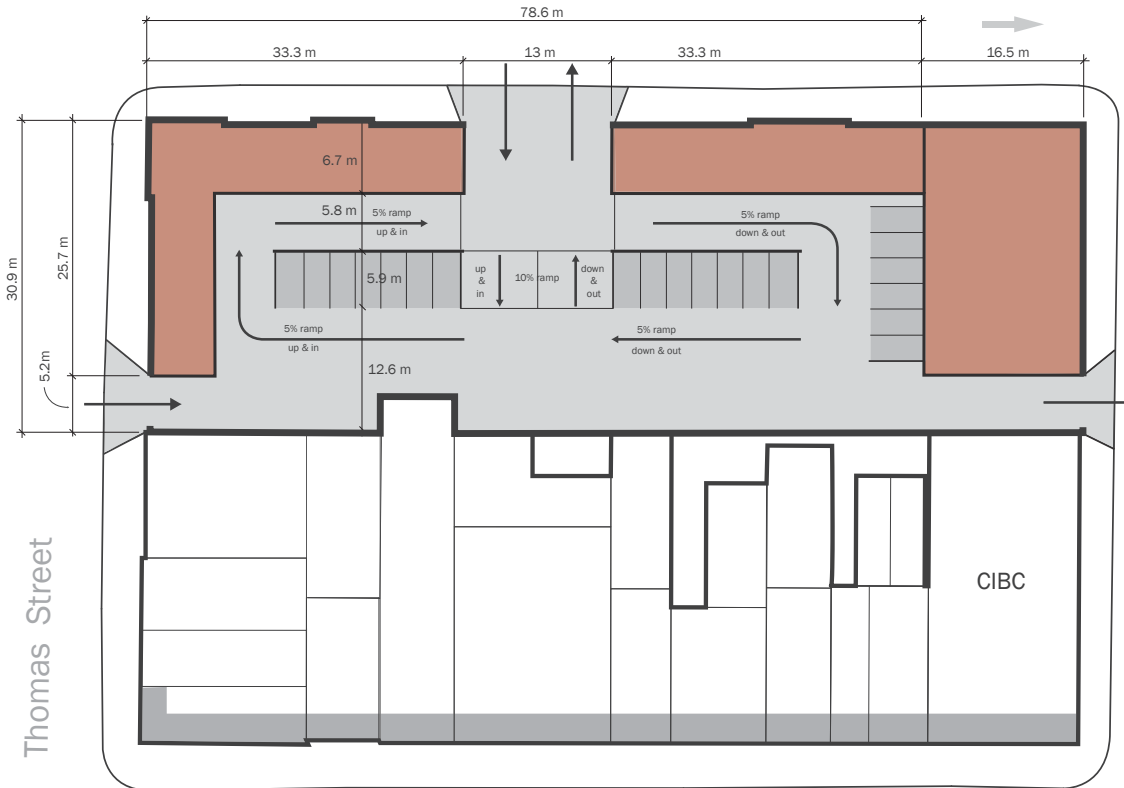 78.6 m
33.3 m
13 m
33.3 m
16.5 m
6.7 m
5.8 m
5% ramp
up & in
5% ramp
down & out
25.7 m
30.9 m
5.9 m
up
&
in
10% ramp
down
&
out
5% ramp
up & in
5% ramp
down & out
5.2m
12.6 m
Thomas Street
CIBC